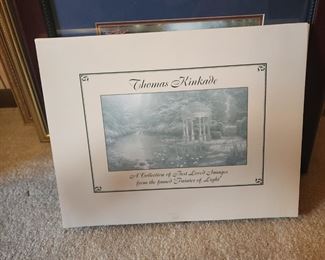 Thomas Kinkade
A Collection of Best Loved Images
from the famed Painter of Light